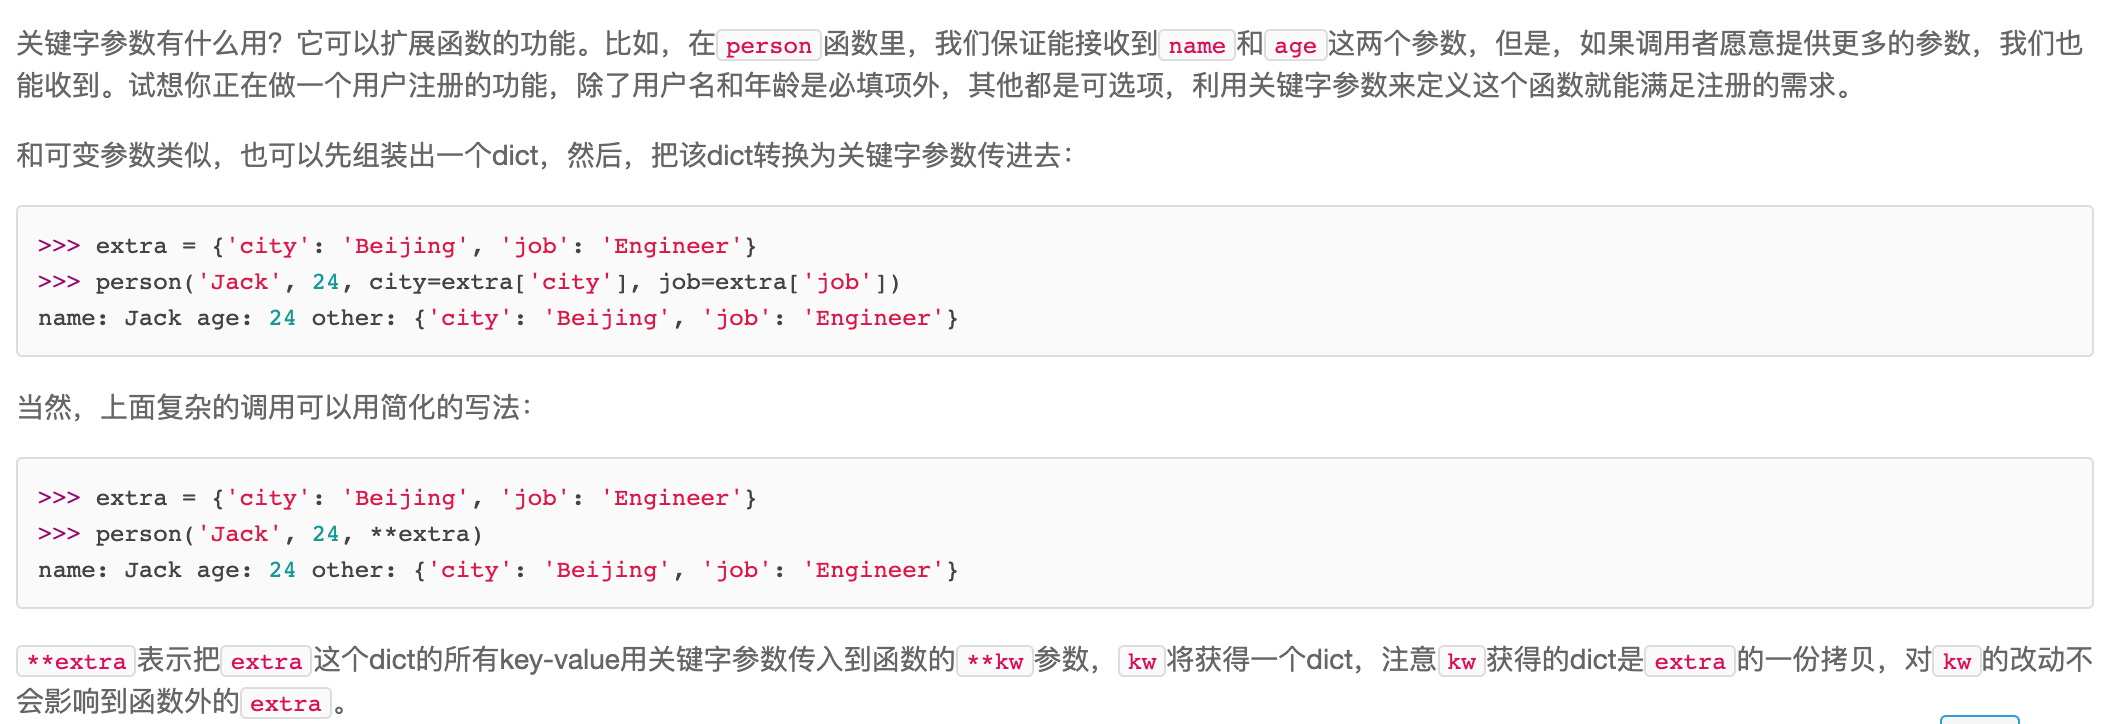 关键字参数有什么用？它可以扩展函数的功能。比如，在person函数里，我们保证能接收到name和age这两个参数，但是，如果调用者愿意提供更多的参数，我们也
能收到。试想你正在做一个用户注册的功能，除了用户名和年龄是必填项外，其他都是可选项，利用关键字参数来定义这个函数就能满足注册的需求。
和可变参数类似，也可以先组装出一个dict，然后，把该dict转换为关键字参数传进去：
>>> extra = {'city': 'Beijing', 'job': 'Engineer'}
>>> person('Jack', 24, city=extra['city'], job=extra['job'])
name: Jack age: 24 other: {'city': 'Beijing', 'job': 'Engineer'}
当然，上面复杂的调用可以用简化的写法：
>>> extra = {'city': 'Beijing', 'job': 'Engineer'}
>>> person('Jack', 24, **extra)
name: Jack age: 24 other: {'city': 'Beijing', 'job': 'Engineer'}
**extra表示把extra这个dict的所有key-value用关键字参数传入到函数的**kw参数，kw将获得一个dict，注意kw获得的dict是extra的一份拷贝，对kw的改动不
会影响到函数外的extra。